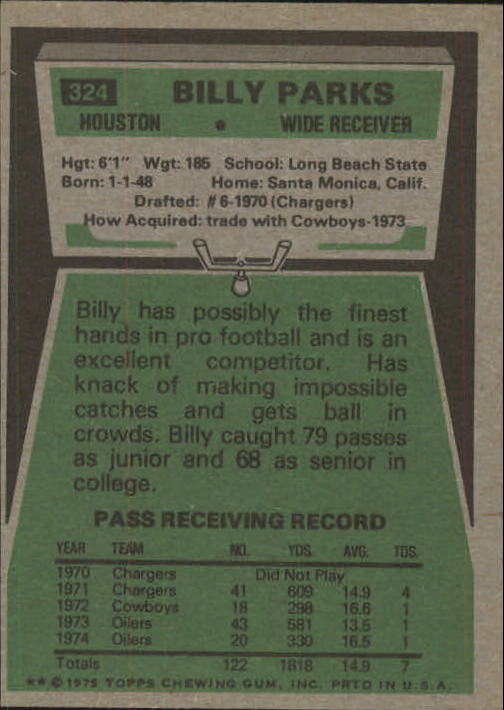 324 BILLY PARKS
HOUSTON • WIDE RECEIVER
Hgt: 6'1" Wgt: 185 School: Long Beach State
Born: 1-1-48 Home: Santa Monica, Calif.
Drafted: #6-1970 (Chargers)
How Acquired: trade with Cowboys-1973
Billy has possibly the finest
hands in pro football and is an
excellent competitor. Has
knack of making impossible
catches and gets ball in
crowds. Billy caught 79 passes
as junior and 68 as senior in
college.
PASS RECEIVING RECORD
YEAR TEAM NO. YDS. AVG. TDS.
1970 Chargers Did Not Play
1971 Chargers 41 609 14.9 4
1972 Cowboys 18 298 16.6 1
1973 Oilers 43 581 13.5 1
1974 Oilers 20 330 16.5 1
Totals 122 1818 14.9 7
** © 1975 TOPPS CHEWING GUM, INC. PRTD IN U.S.A.